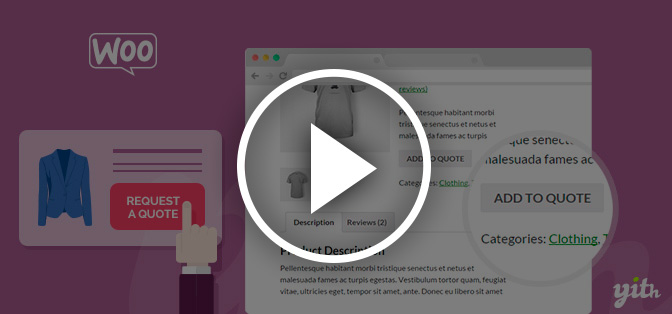 WOO
REQUEST
A QUOTE
reviews)
Pellentesque habitant morbi
tristique senectus et netus et
malesuada fames ac turpis
ADD TO QUOTE
Categories: Clothing,
Description
Reviews (2)
Product Description
Pellentesque habitant morbi tristique senectus et netus et
malesuada fames ac turpis egestas. Vestibulum tortor quam, feugiat
vitae, ultricies eget, tempor sit amet, ante. Donec eu libero sit amet
que senect
malesuada fames ac
ADD TO QUOTE
Categories: Clothing, T
yith